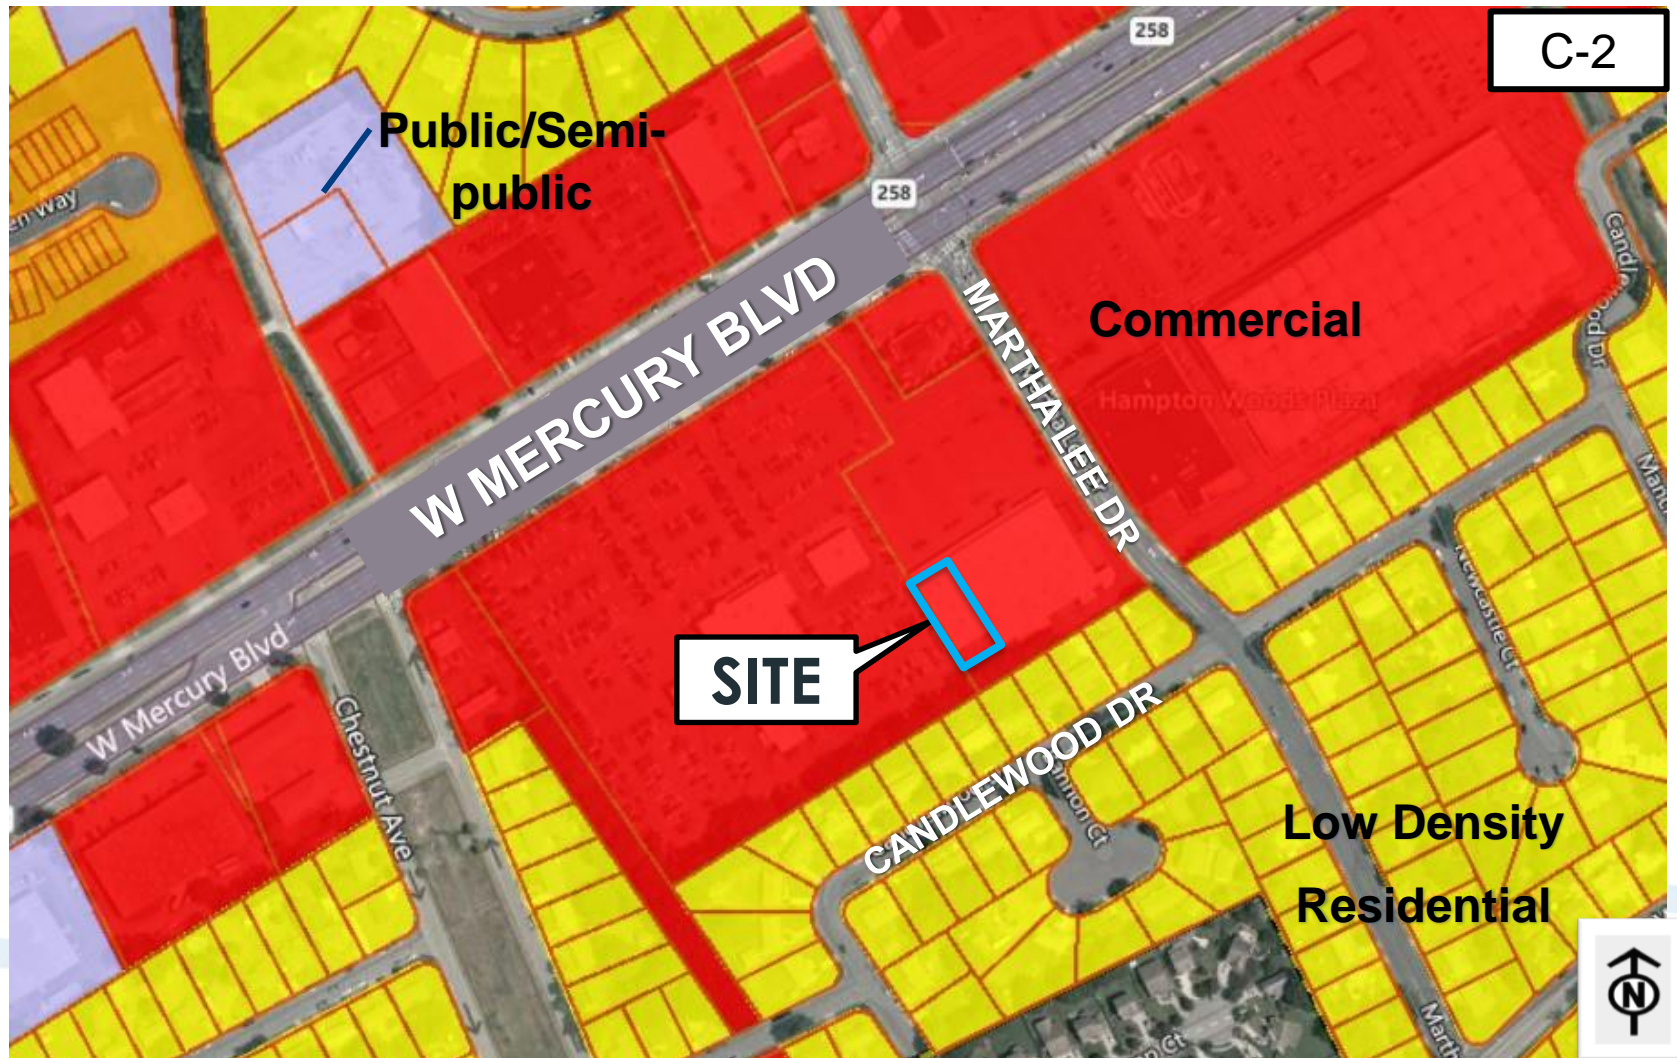 258
C-2
Public/Semi-
public
en Way
258
W MERCURY BLVD
MARTHA LEE DR
Commercial
Hampton Woods Plaza
SITE
W Mercury Blvd
Chestnut Ave
CANDLEWOOD DR
Newcastle Ct
Low Density
Residential
N